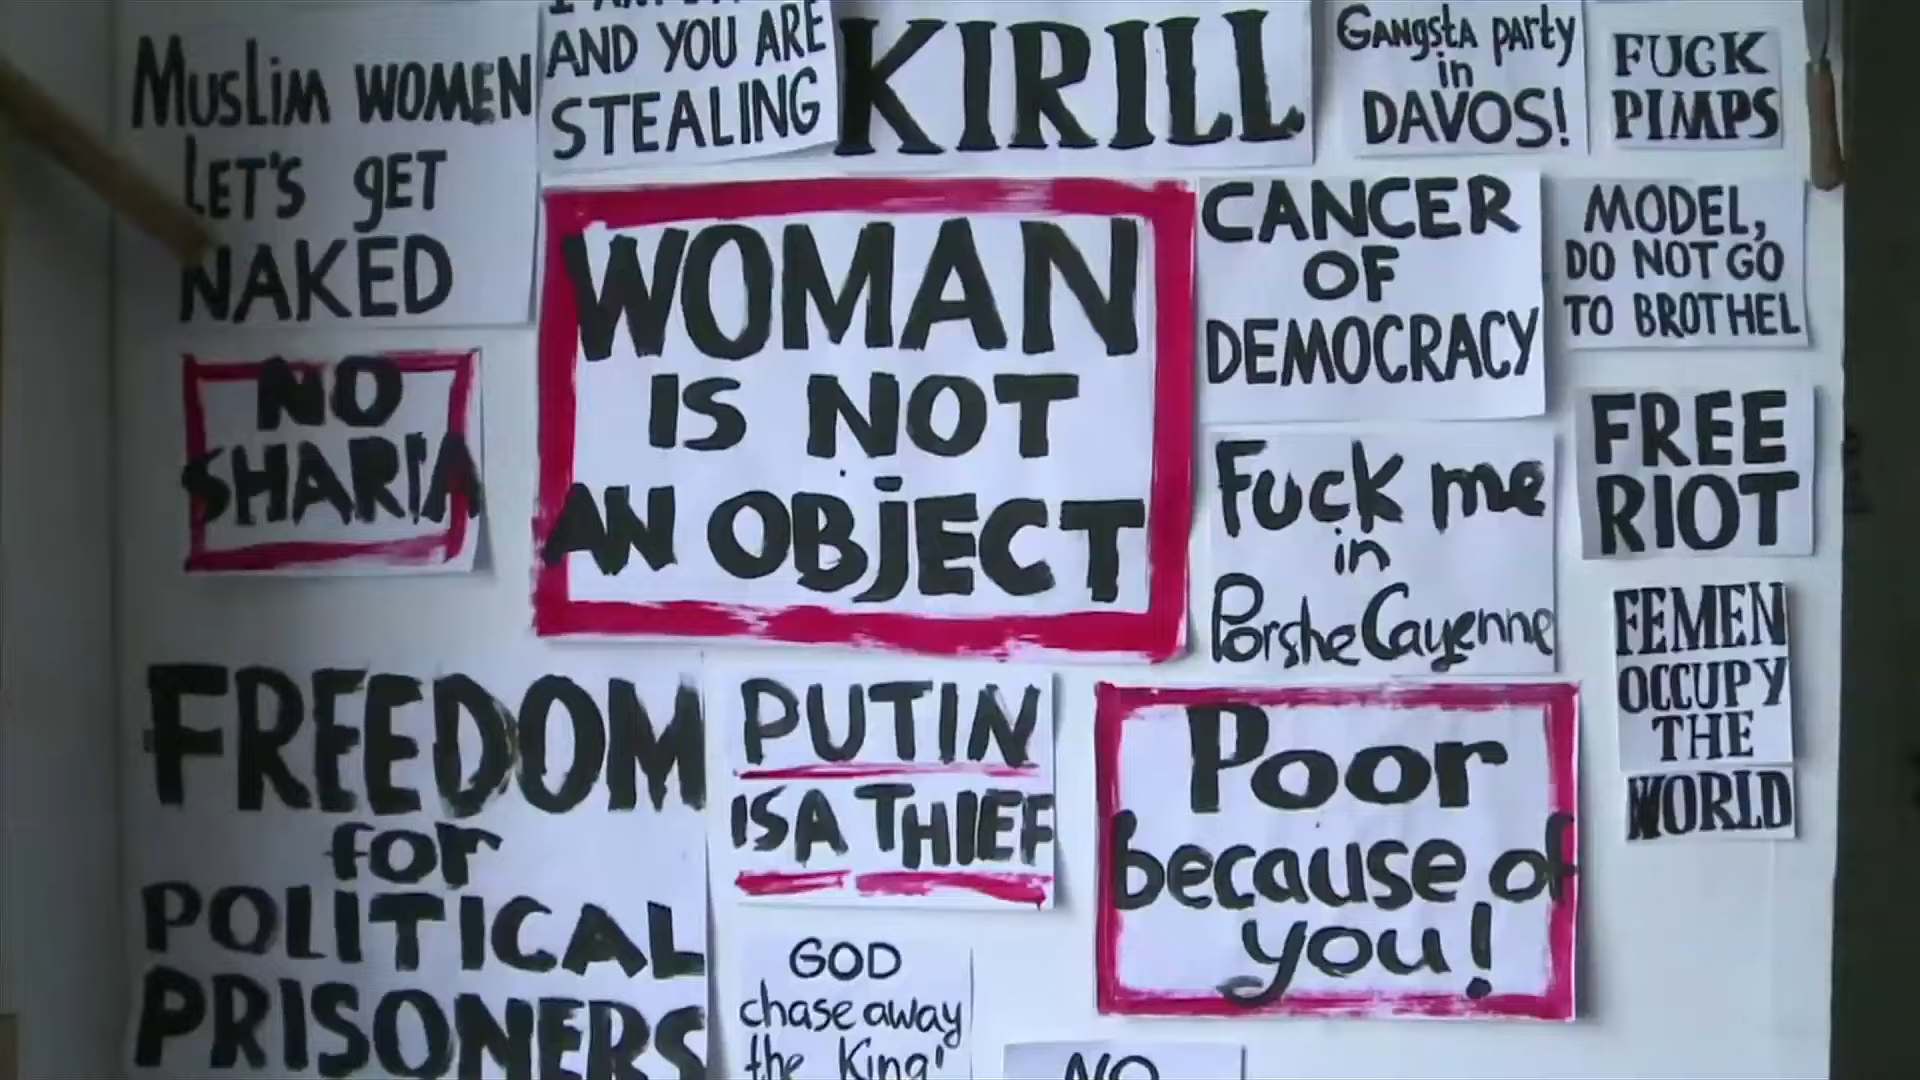 Muslim WOMEN
LET'S gET
NAKED
AND YOU ARE
STEALING
KIRILL
Gangsta party
in
DAVOS!
FUCK
PIMPS
WOMAN
IS NOT
AN OBJECT
CANCER
OF
DEMOCRACY
MODEL,
DO NOT GO
TO BROTHEL
NO
SHARIA
Fuck me
in
Porshe Cayenne
FREE
RIOT
FEMEN
OCCUPY
THE
WORLD
FREEDOM
for
POLITICAL
PRISONERS
PUTIN
IS A THIEF
Poor
because of
you!
GOD
chase away
the King!
NO